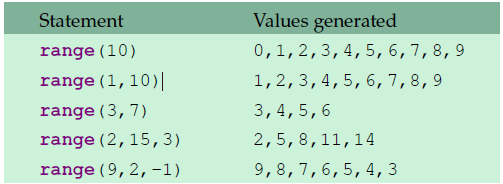 Statement Values generated
range(10) 0,1,2,3,4,5,6,7,8,9
range(1,10) 1,2,3,4,5,6,7,8,9
range(3,7) 3,4,5,6
range(2,15,3) 2,5,8,11,14
range(9,2,-1) 9,8,7,6,5,4,3